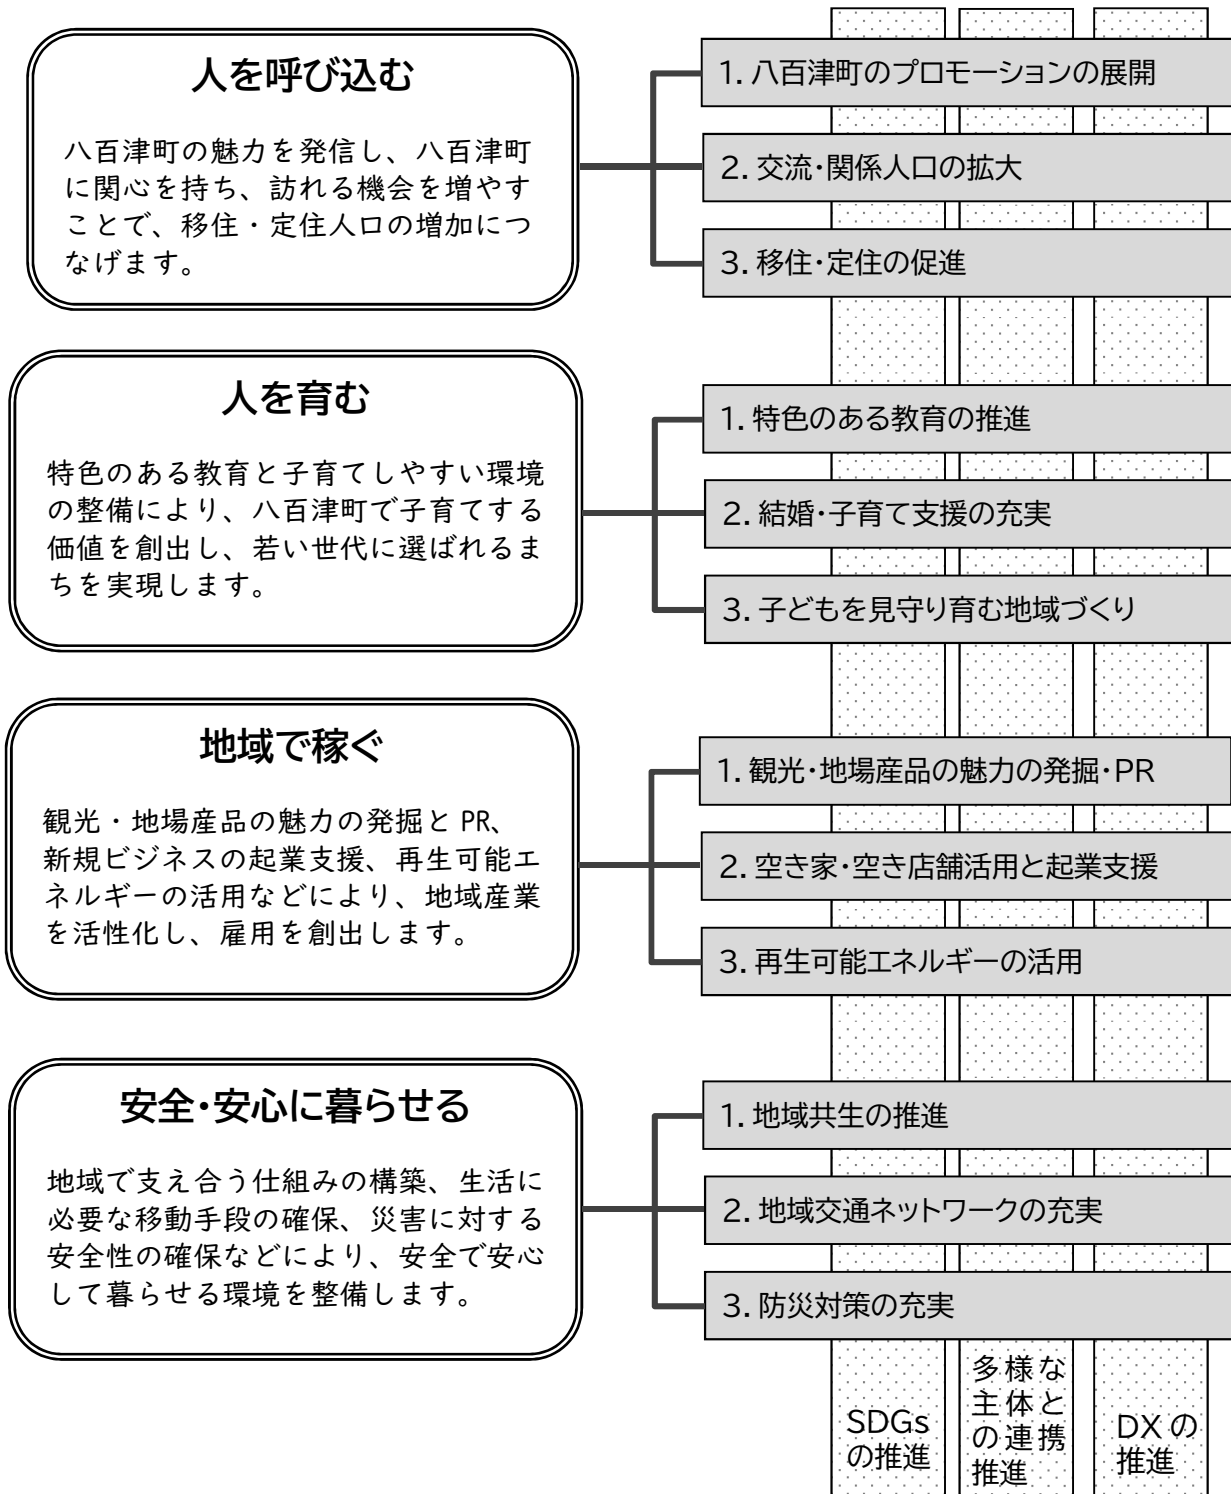 人を呼び込む
八百津町の魅力を発信し、八百津町
に関心を持ち、訪れる機会を増やす
ことで、移住・定住人口の増加につ
なげます。
1. 八百津町のプロモーションの展開
2. 交流・関係人口の拡大
3. 移住・定住の促進
人を育む
特色のある教育と子育てしやすい環境
の整備により、八百津町で子育てする
価値を創出し、若い世代に選ばれるま
ちを実現します。
1. 特色のある教育の推進
2. 結婚・子育て支援の充実
3. 子どもを見守り育む地域づくり
地域で稼ぐ
観光・地場産品の魅力の発掘と PR、
新規ビジネスの起業支援、再生可能エ
ネルギーの活用などにより、地域産業
を活性化し、雇用を創出します。
1. 観光・地場産品の魅力の発掘・PR
2. 空き家・空き店舗活用と起業支援
3. 再生可能エネルギーの活用
安全・安心に暮らせる
地域で支え合う仕組みの構築、生活に
必要な移動手段の確保、災害に対する
安全性の確保などにより、安全で安心
して暮らせる環境を整備します。
1. 地域共生の推進
2. 地域交通ネットワークの充実
3. 防災対策の充実
SDGs
の推進
多様な
主体と
の連携
推進
DX の
推進